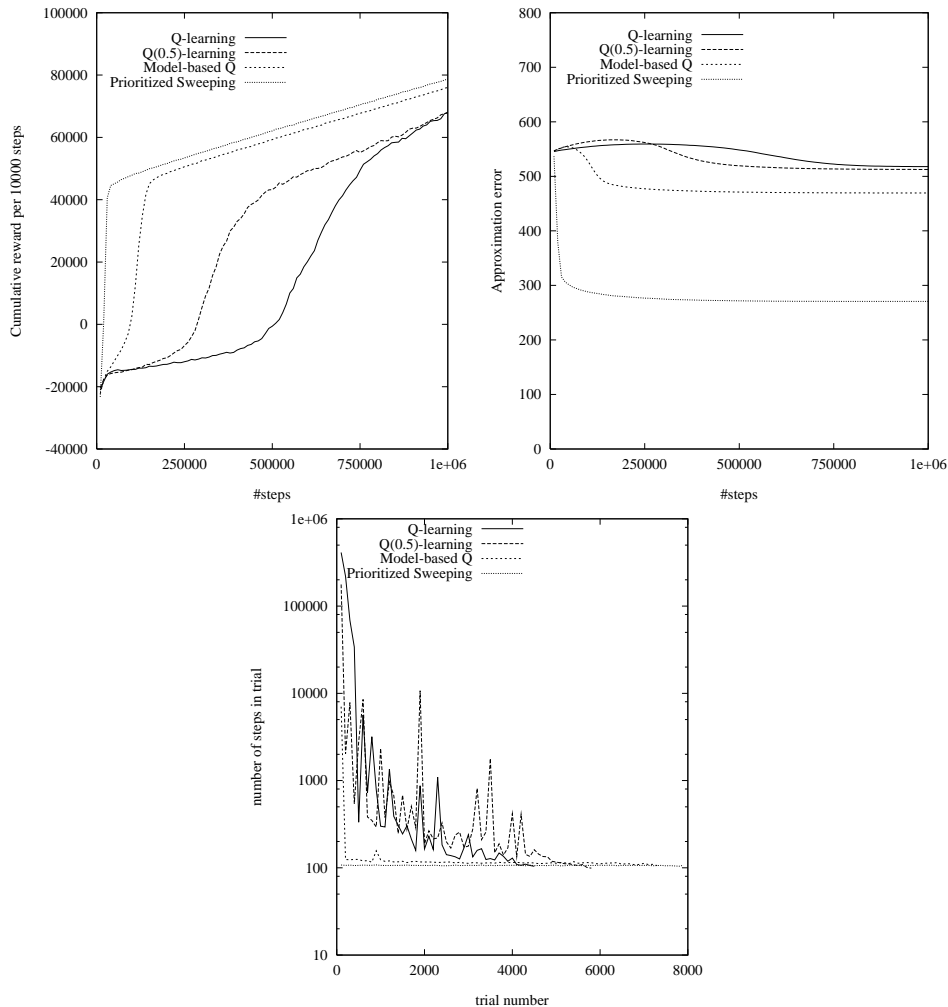 100000
80000
60000
40000
20000
0
-20000
-40000
Cumulative reward per 10000 steps
Q-learning
Q(0.5)-learning
Model-based Q
Prioritized Sweeping
0
250000
500000
750000
1e+06
#steps
800
700
600
500
400
300
200
100
0
Approximation error
Q-learning
Q(0.5)-learning
Model-based Q
Prioritized Sweeping
0
250000
500000
750000
1e+06
#steps
1e+06
100000
10000
1000
100
10
number of steps in trial
Q-learning
Q(0.5)-learning
Model-based Q
Prioritized Sweeping
0
2000
4000
6000
8000
trial number